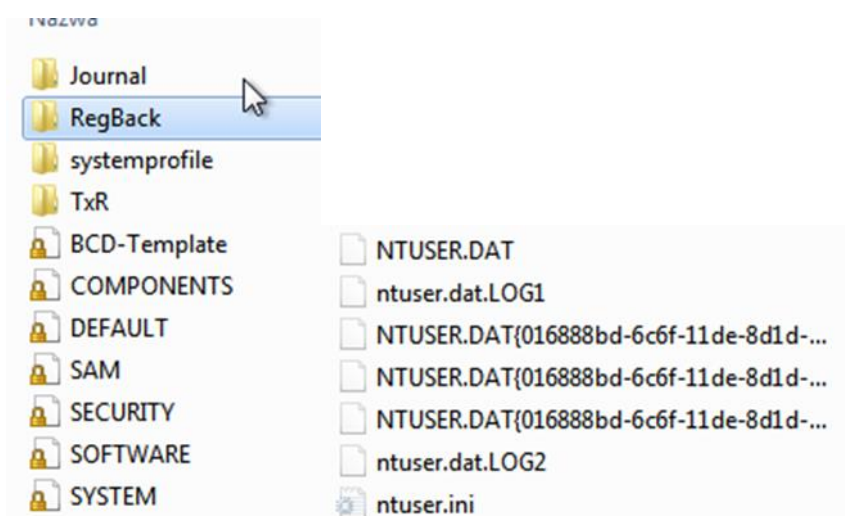 Nazwa
Journal
RegBack
systemprofile
TxR
BCD-Template
COMPONENTS
DEFAULT
SAM
SECURITY
SOFTWARE
SYSTEM
NTUSER.DAT
ntuser.dat.LOG1
NTUSER.DAT{016888bd-6c6f-11de-8d1d-...
NTUSER.DAT{016888bd-6c6f-11de-8d1d-...
NTUSER.DAT{016888bd-6c6f-11de-8d1d-...
ntuser.dat.LOG2
ntuser.ini